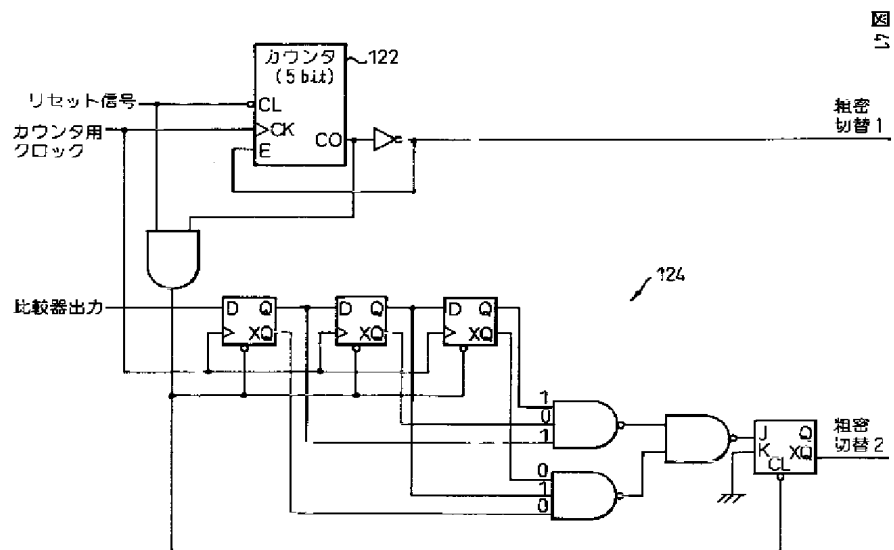 図41
カウンタ
(5 bit)
122
リセット信号
CL
カウンタ用
クロック
CK
E
CO
粗密
切替1
124
比較器出力
D Q
XQ
D Q
XQ
D Q
XQ
1
0
1
0
1
0
J Q
K XQ
CL
粗密
切替2